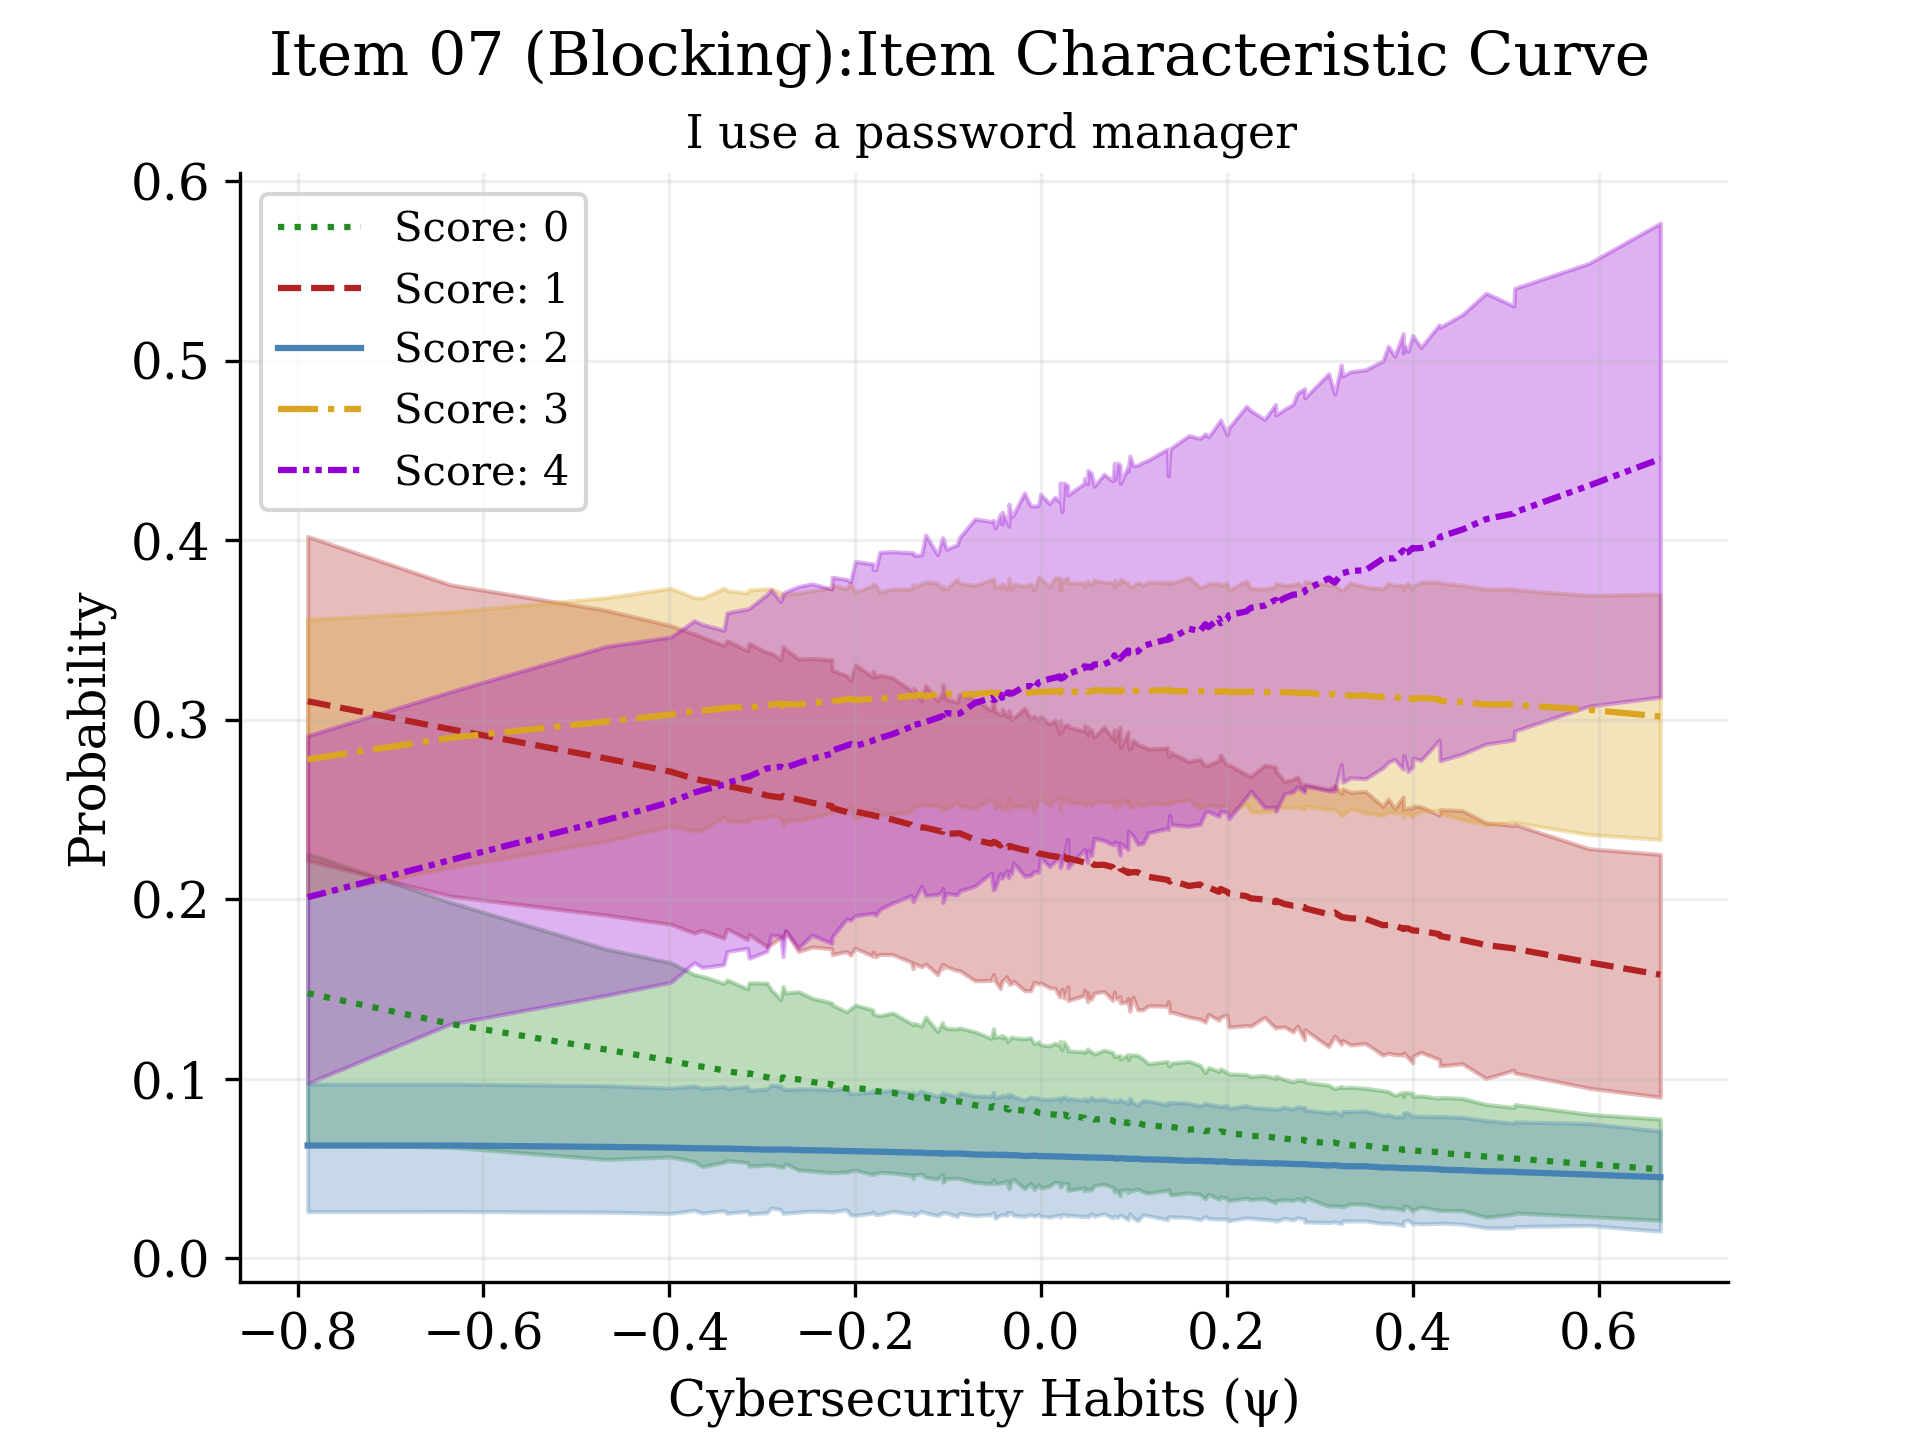 Item 07 (Blocking):Item Characteristic Curve
I use a password manager
0.6
0.5
0.4
0.3
0.2
0.1
0.0
Probability
Score: 0
Score: 1
Score: 2
Score: 3
Score: 4
−0.8 −0.6 −0.4 −0.2 0.0 0.2 0.4 0.6
Cybersecurity Habits (ψ)